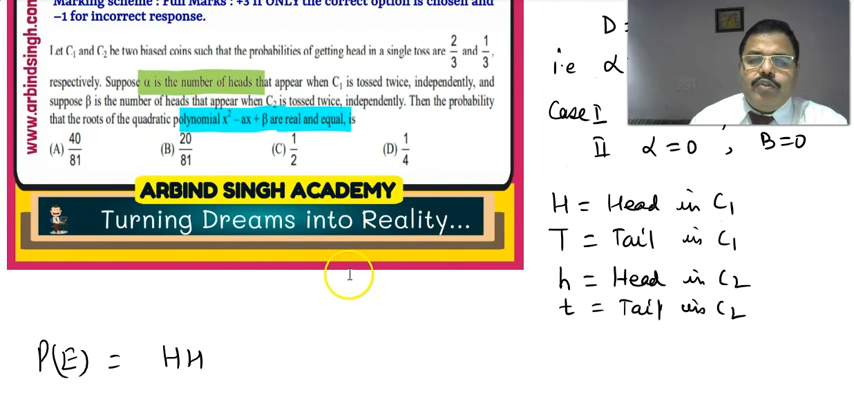 Marking scheme : Full Marks : +3 If ONLY the correct option is chosen and
–1 for incorrect response.
www.arbindsingh.com
Let C₁ and C₂ be two biased coins such that the probabilities of getting head in a single toss are 2/3 and 1/3,
respectively. Suppose α is the number of heads that appear when C₁ is tossed twice, independently, and
suppose β is the number of heads that appear when C₂ is tossed twice, independently. Then the probability
that the roots of the quadratic polynomial x² – αx + β are real and equal, is
(A) 40/81 (B) 20/81 (C) 1/2 (D) 1/4
ARBIND SINGH ACADEMY
Turning Dreams into Reality...
D =
i.e α
Case I
II α=0 , B=0
H = Head in C₁
T = Tail in C₁
h = Head in C₂
t = Tail in C₂
P(E) = HH